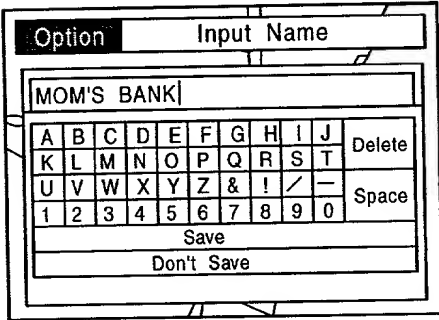 Option Input Name
MOM'S BANK
A B C D E F G H I J Delete
K L M N O P Q R S T
U V W X Y Z & ! / — Space
1 2 3 4 5 6 7 8 9 0
Save
Don't Save